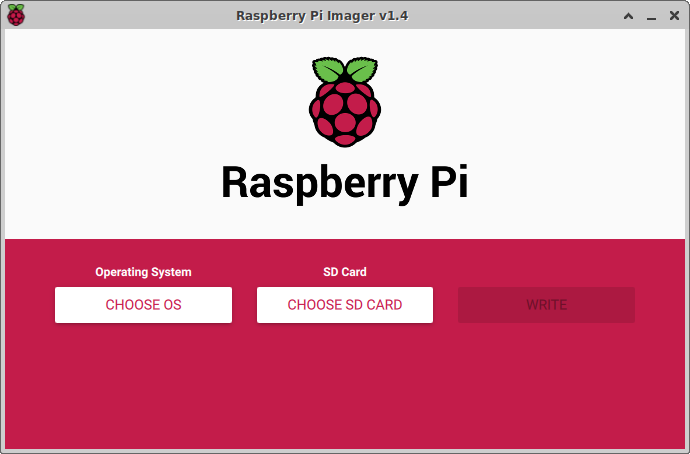 Raspberry Pi Imager v1.4
Raspberry Pi
Operating System
SD Card
CHOOSE OS
CHOOSE SD CARD
WRITE